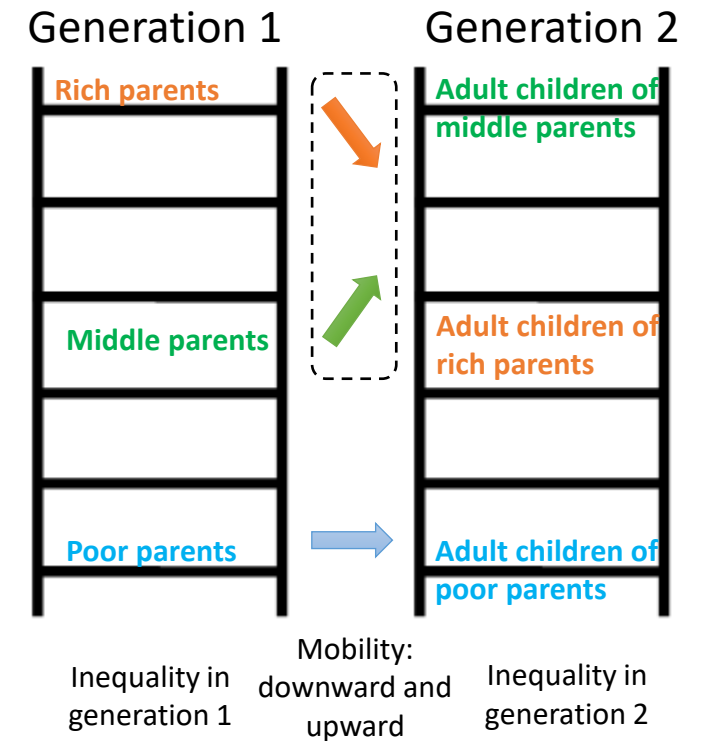 Generation 1
Generation 2
Rich parents
Adult children of
middle parents
Middle parents
Adult children of
rich parents
Poor parents
Adult children of
poor parents
Inequality in
generation 1
Mobility:
downward and
upward
Inequality in
generation 2